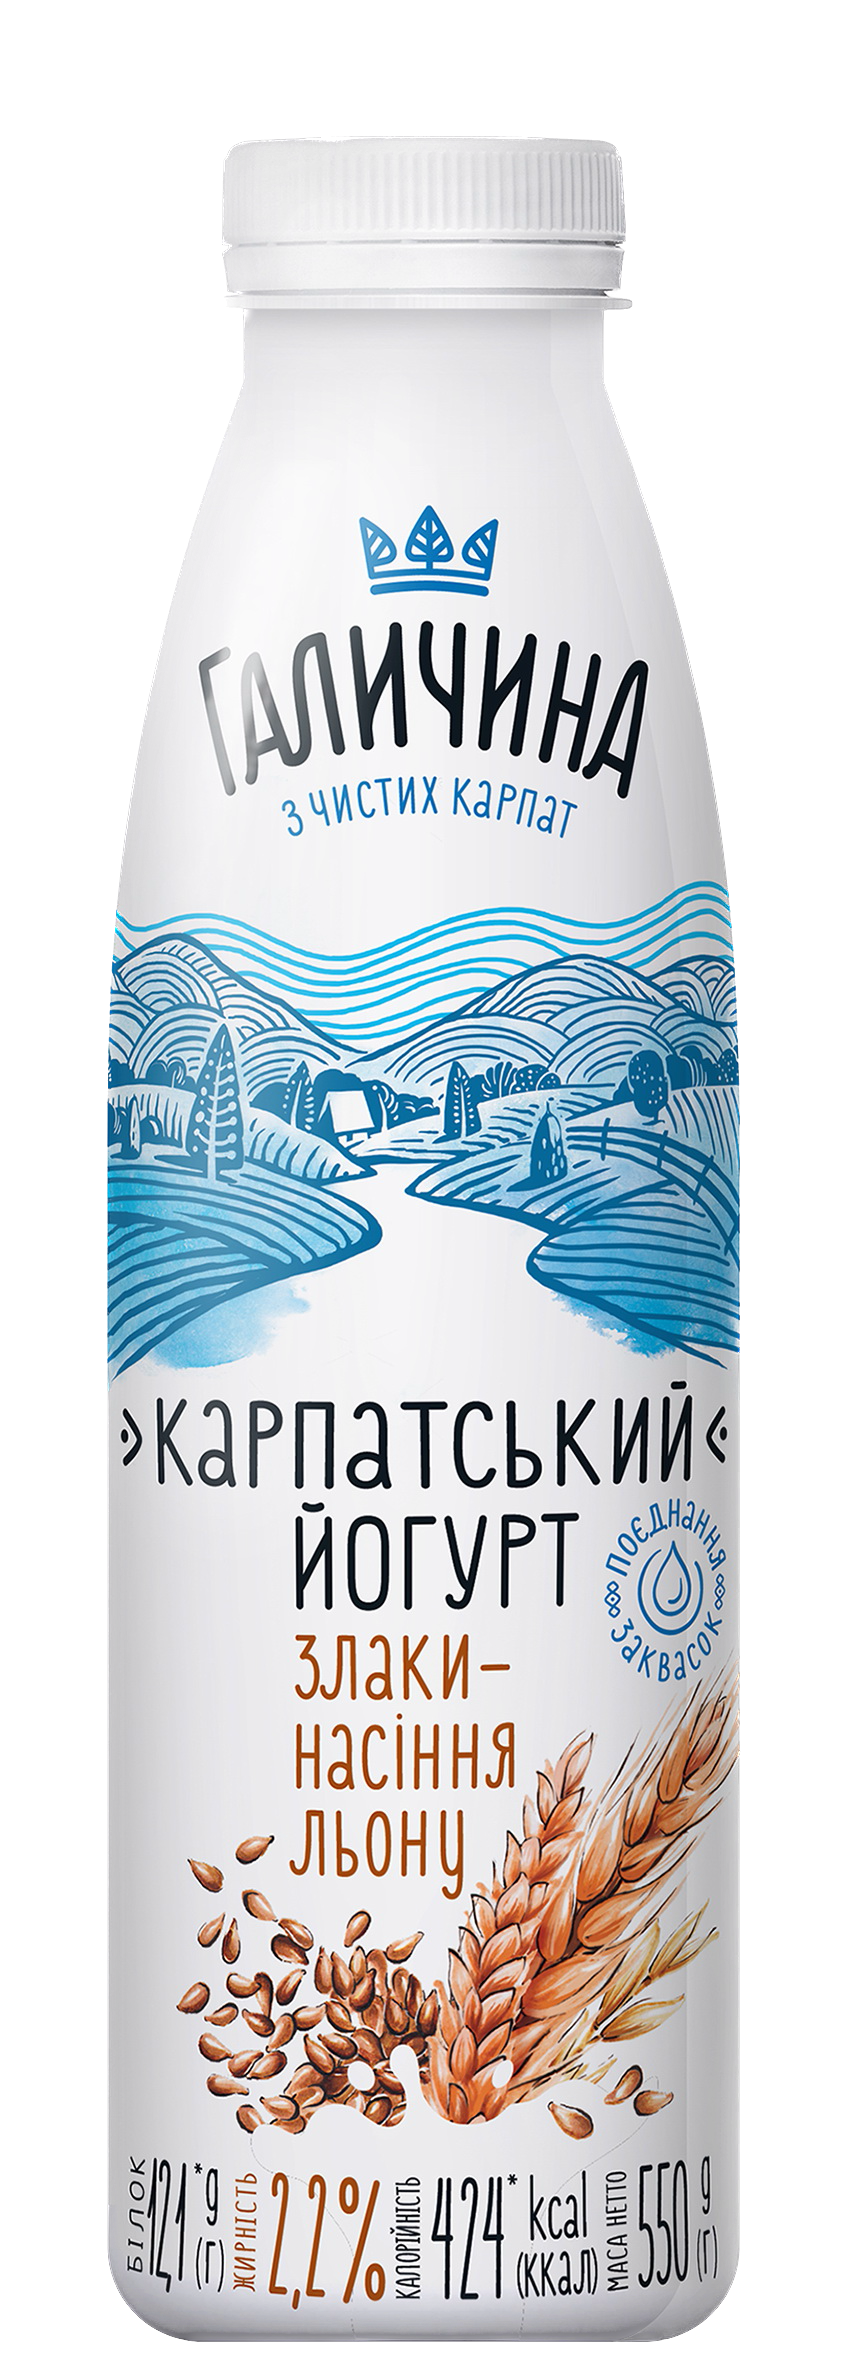 ГАЛИЧИНА
З ЧИСТИХ КАРПАТ
КАРПАТСЬКИЙ
ЙОГУРТ
ПОЄДНАННЯ
ЗАКВАСОК
ЗЛАКИ-
НАСІННЯ
ЛЬОНУ
БІЛОК 12,1* g (г)
ЖИРНІСТЬ 2,2%
КАЛОРІЙНІСТЬ 424* kcal (ккал)
МАСА НЕТТО 550 g (г)